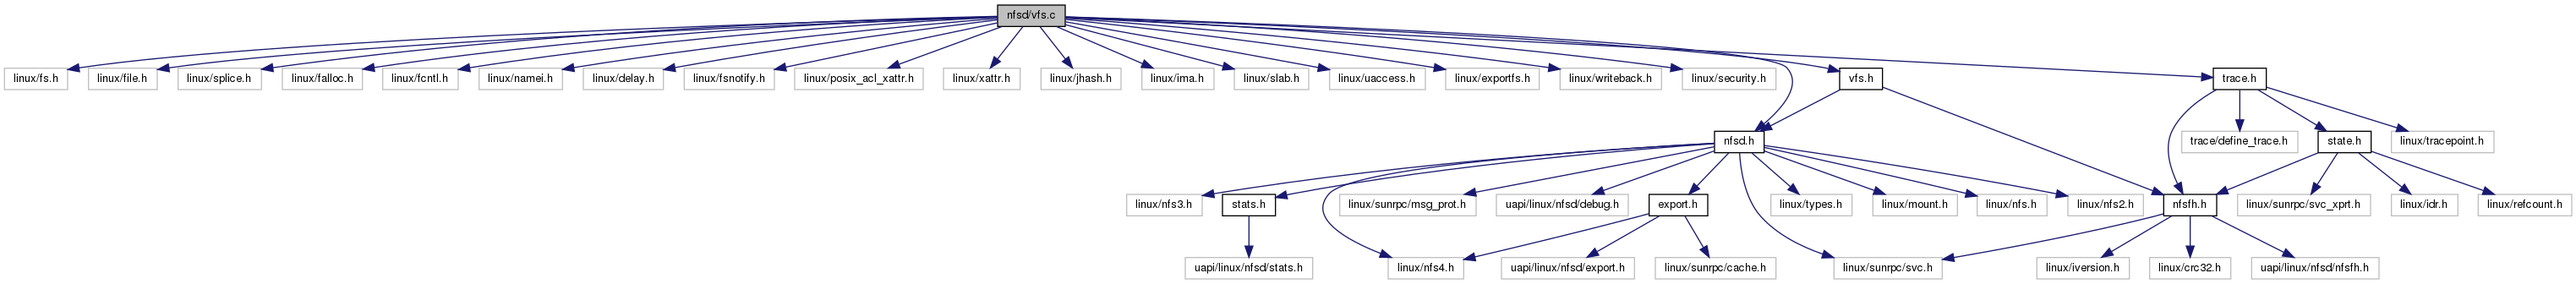 nfsd/vfs.c
linux/fs.h
linux/file.h
linux/splice.h
linux/falloc.h
linux/fcntl.h
linux/namei.h
linux/delay.h
linux/fsnotify.h
linux/posix_acl_xattr.h
linux/xattr.h
linux/jhash.h
linux/ima.h
linux/slab.h
linux/uaccess.h
linux/exportfs.h
linux/writeback.h
linux/security.h
vfs.h
trace.h
nfsd.h
trace/define_trace.h
state.h
linux/tracepoint.h
linux/nfs3.h
stats.h
linux/sunrpc/msg_prot.h
uapi/linux/nfsd/debug.h
export.h
linux/types.h
linux/mount.h
linux/nfs.h
linux/nfs2.h
nfsfh.h
linux/sunrpc/svc_xprt.h
linux/idr.h
linux/refcount.h
uapi/linux/nfsd/stats.h
linux/nfs4.h
uapi/linux/nfsd/export.h
linux/sunrpc/cache.h
linux/sunrpc/svc.h
linux/iversion.h
linux/crc32.h
uapi/linux/nfsd/nfsfh.h